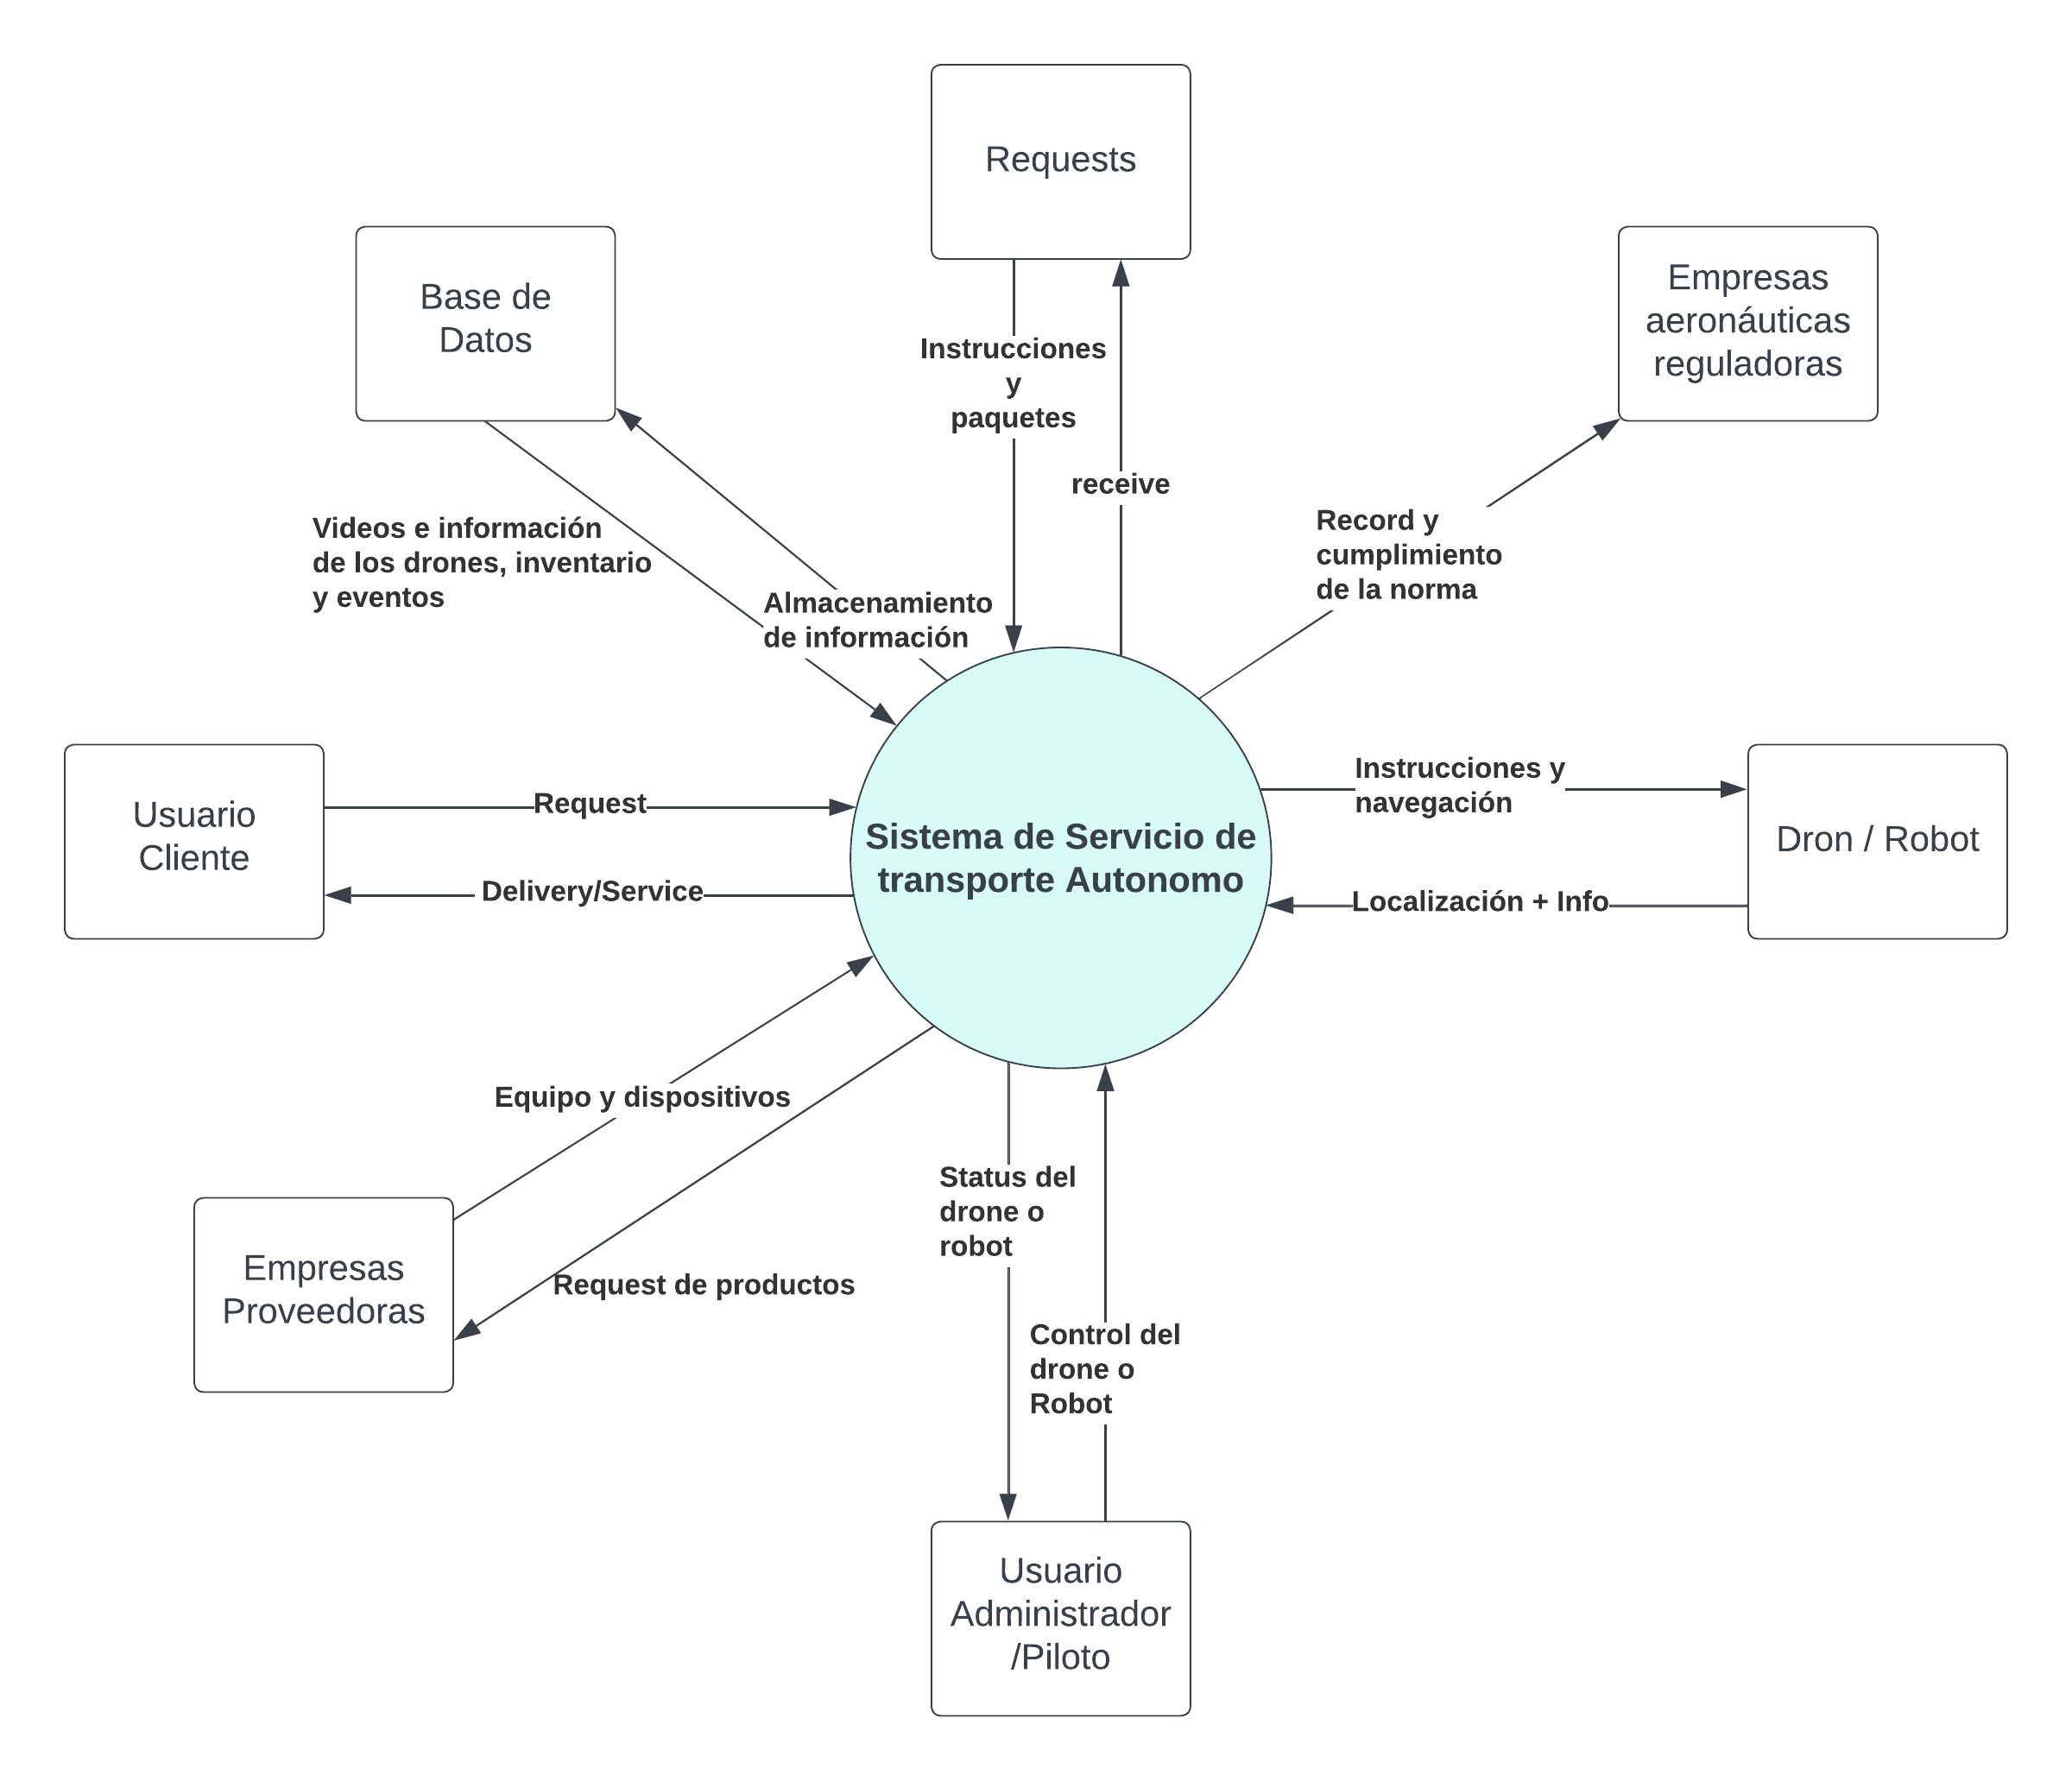 Requests
Base de
Datos
Empresas
aeronáuticas
reguladoras
Instrucciones
y
paquetes
receive
Videos e información
de los drones, inventario
y eventos
Record y
cumplimiento
de la norma
Almacenamiento
de información
Usuario
Cliente
Request
Delivery/Service
Sistema de Servicio de
transporte Autonomo
Instrucciones y
navegación
Localización + Info
Dron / Robot
Equipo y dispositivos
Request de productos
Empresas
Proveedoras
Status del
drone o
robot
Control del
drone o
Robot
Usuario
Administrador
/Piloto